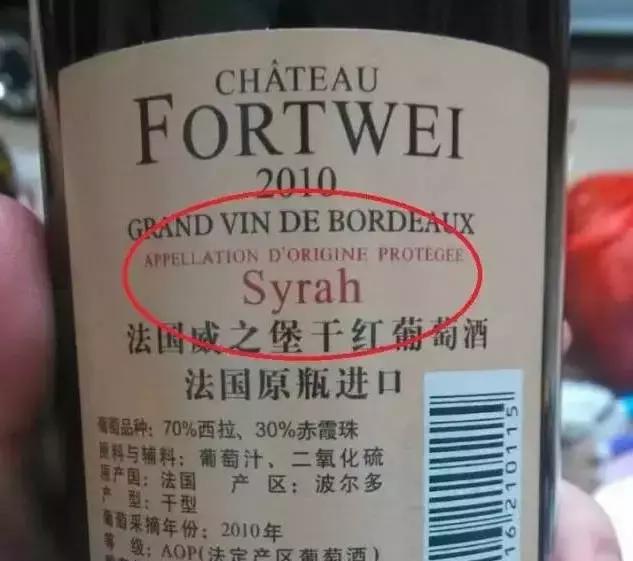 CHÂTEAU
FORTWEI
2010
GRAND VIN DE BORDEAUX
APPELLATION D'ORIGINE PROTEGEE
Syrah
法国威之堡干红葡萄酒
法国原瓶进口
葡萄品种: 70%西拉、30%赤霞珠
原料与辅料: 葡萄汁、二氧化硫
原产国: 法国 产 区: 波尔多
产 型: 干型
葡萄采摘年份: 2010年
等 级: AOP(法定产区葡萄酒)
16210115